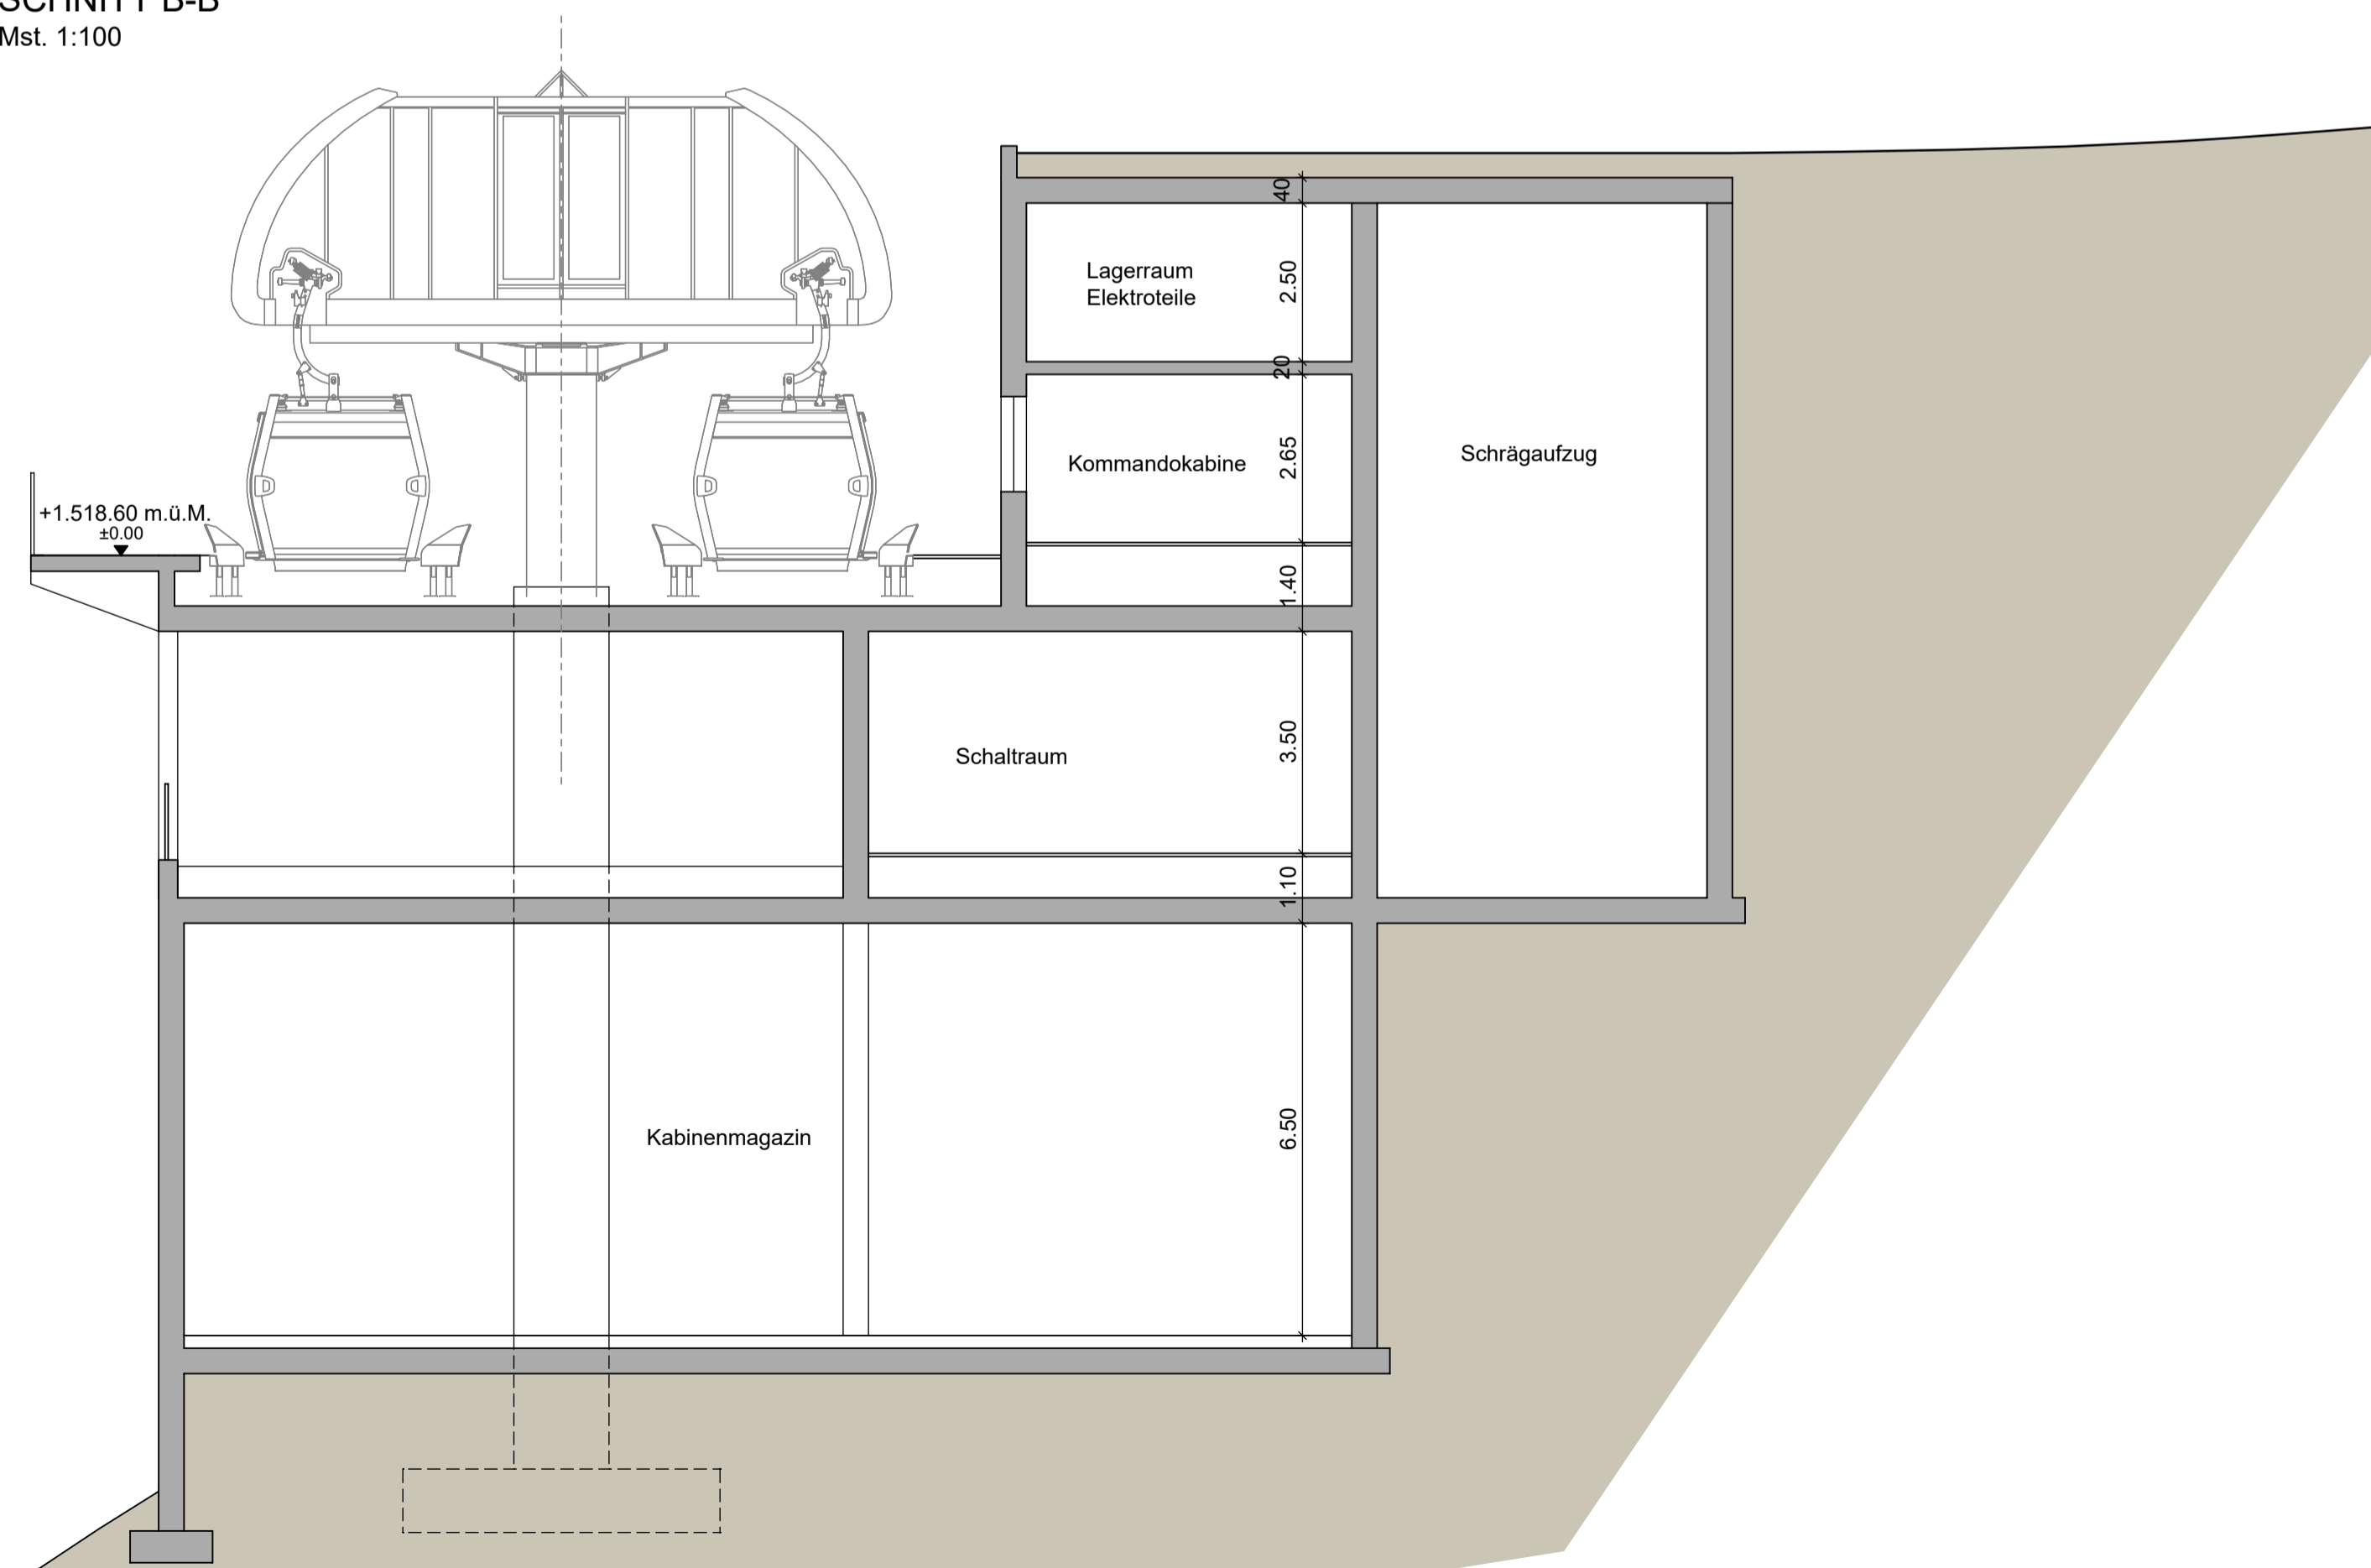 SCHNITT B-B
Mst. 1:100
40
Lagerraum
Elektroteile
2.50
20
Kommandokabine
2.65
Schrägaufzug
+1.518.60 m.ü.M.
±0.00
1.40
Schaltraum
3.50
1.10
Kabinenmagazin
6.50